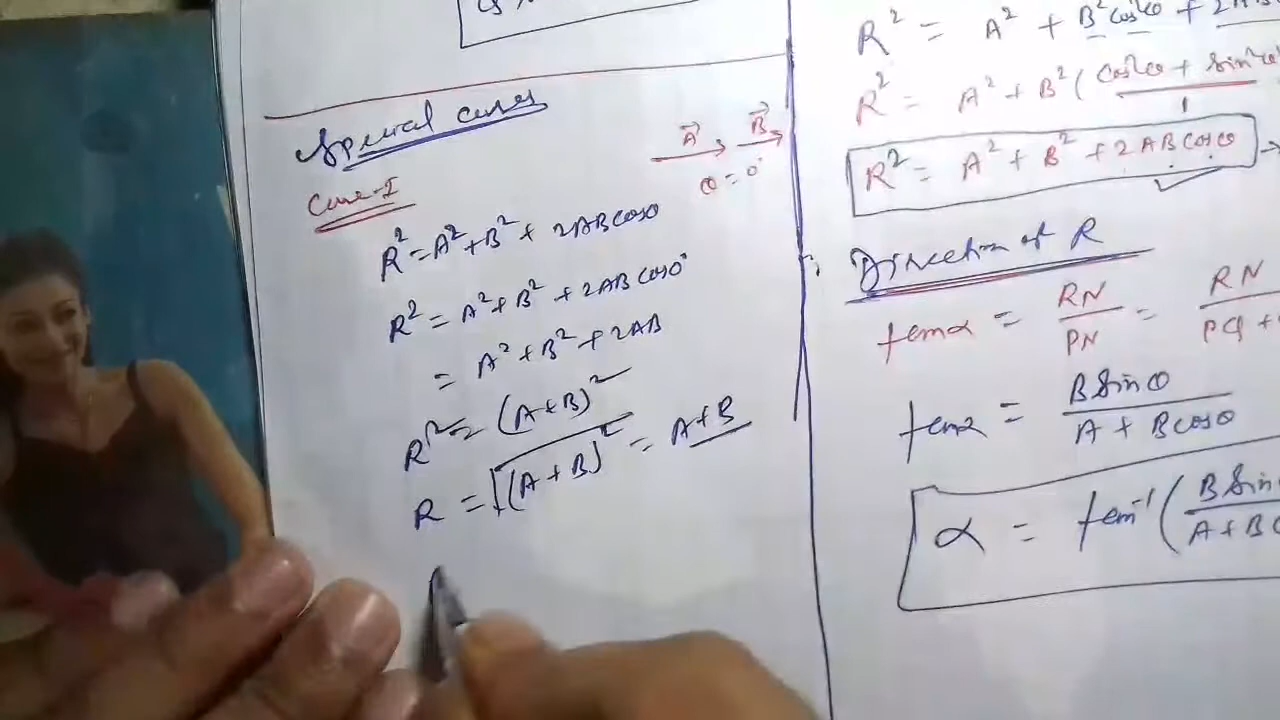 Special cases
A⃗ B⃗
θ = 0°
Case-I
R² = A² + B² + 2AB cosθ
R² = A² + B² + 2AB cos0°
= A² + B² + 2AB
R² = (A+B)²
R = √(A+B)² = A+B
R² = A² + B² cos²θ +
R² = A² + B² (cos²θ + sin²θ
1
R² = A² + B² + 2AB cosθ
Direction of R
tanα = RN/PN = RN/PQ+
tanα = B sinθ/A + B cosθ
α = tan⁻¹ (B sin/A+B